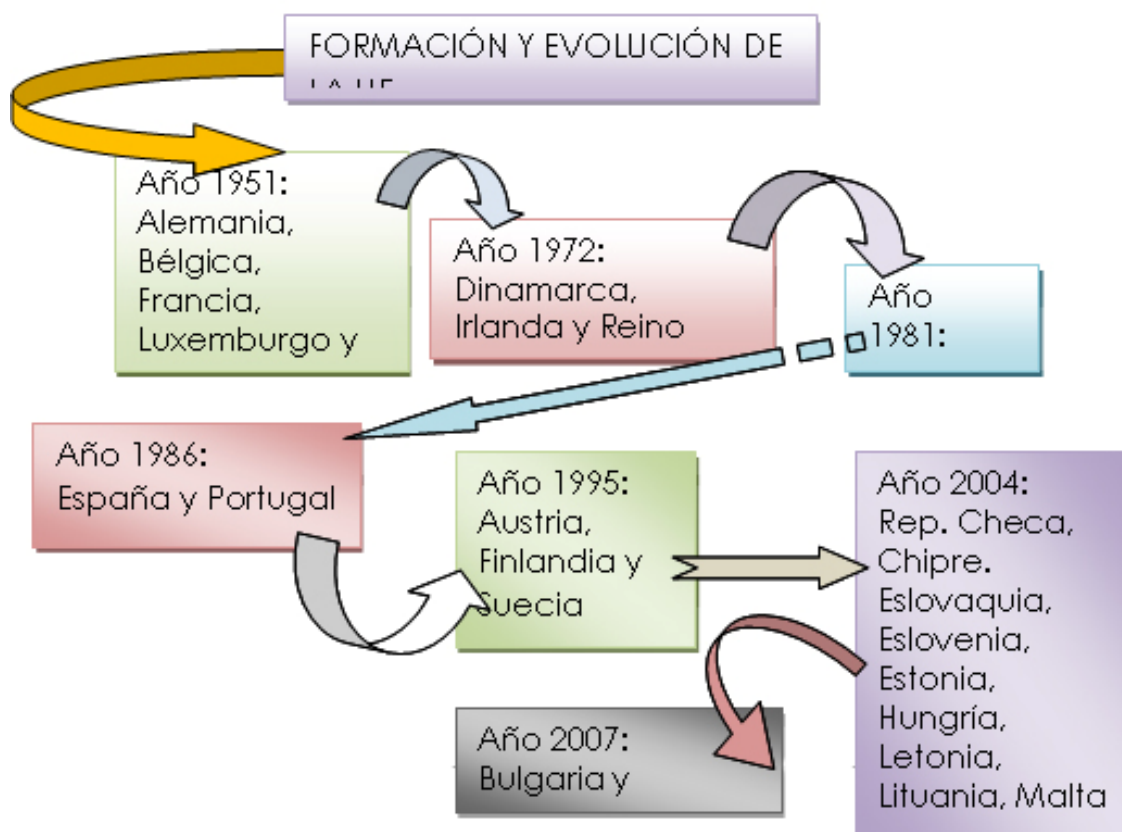 FORMACIÓN Y EVOLUCIÓN DE
Año 1951:
Alemania,
Bélgica,
Francia,
Luxemburgo y
Año 1972:
Dinamarca,
Irlanda y Reino
Año
1981:
Año 1986:
España y Portugal
Año 1995:
Austria,
Finlandia y
Suecia
Año 2004:
Rep. Checa,
Chipre.
Eslovaquia,
Eslovenia,
Estonia,
Hungría,
Letonia,
Lituania, Malta
Año 2007:
Bulgaria y